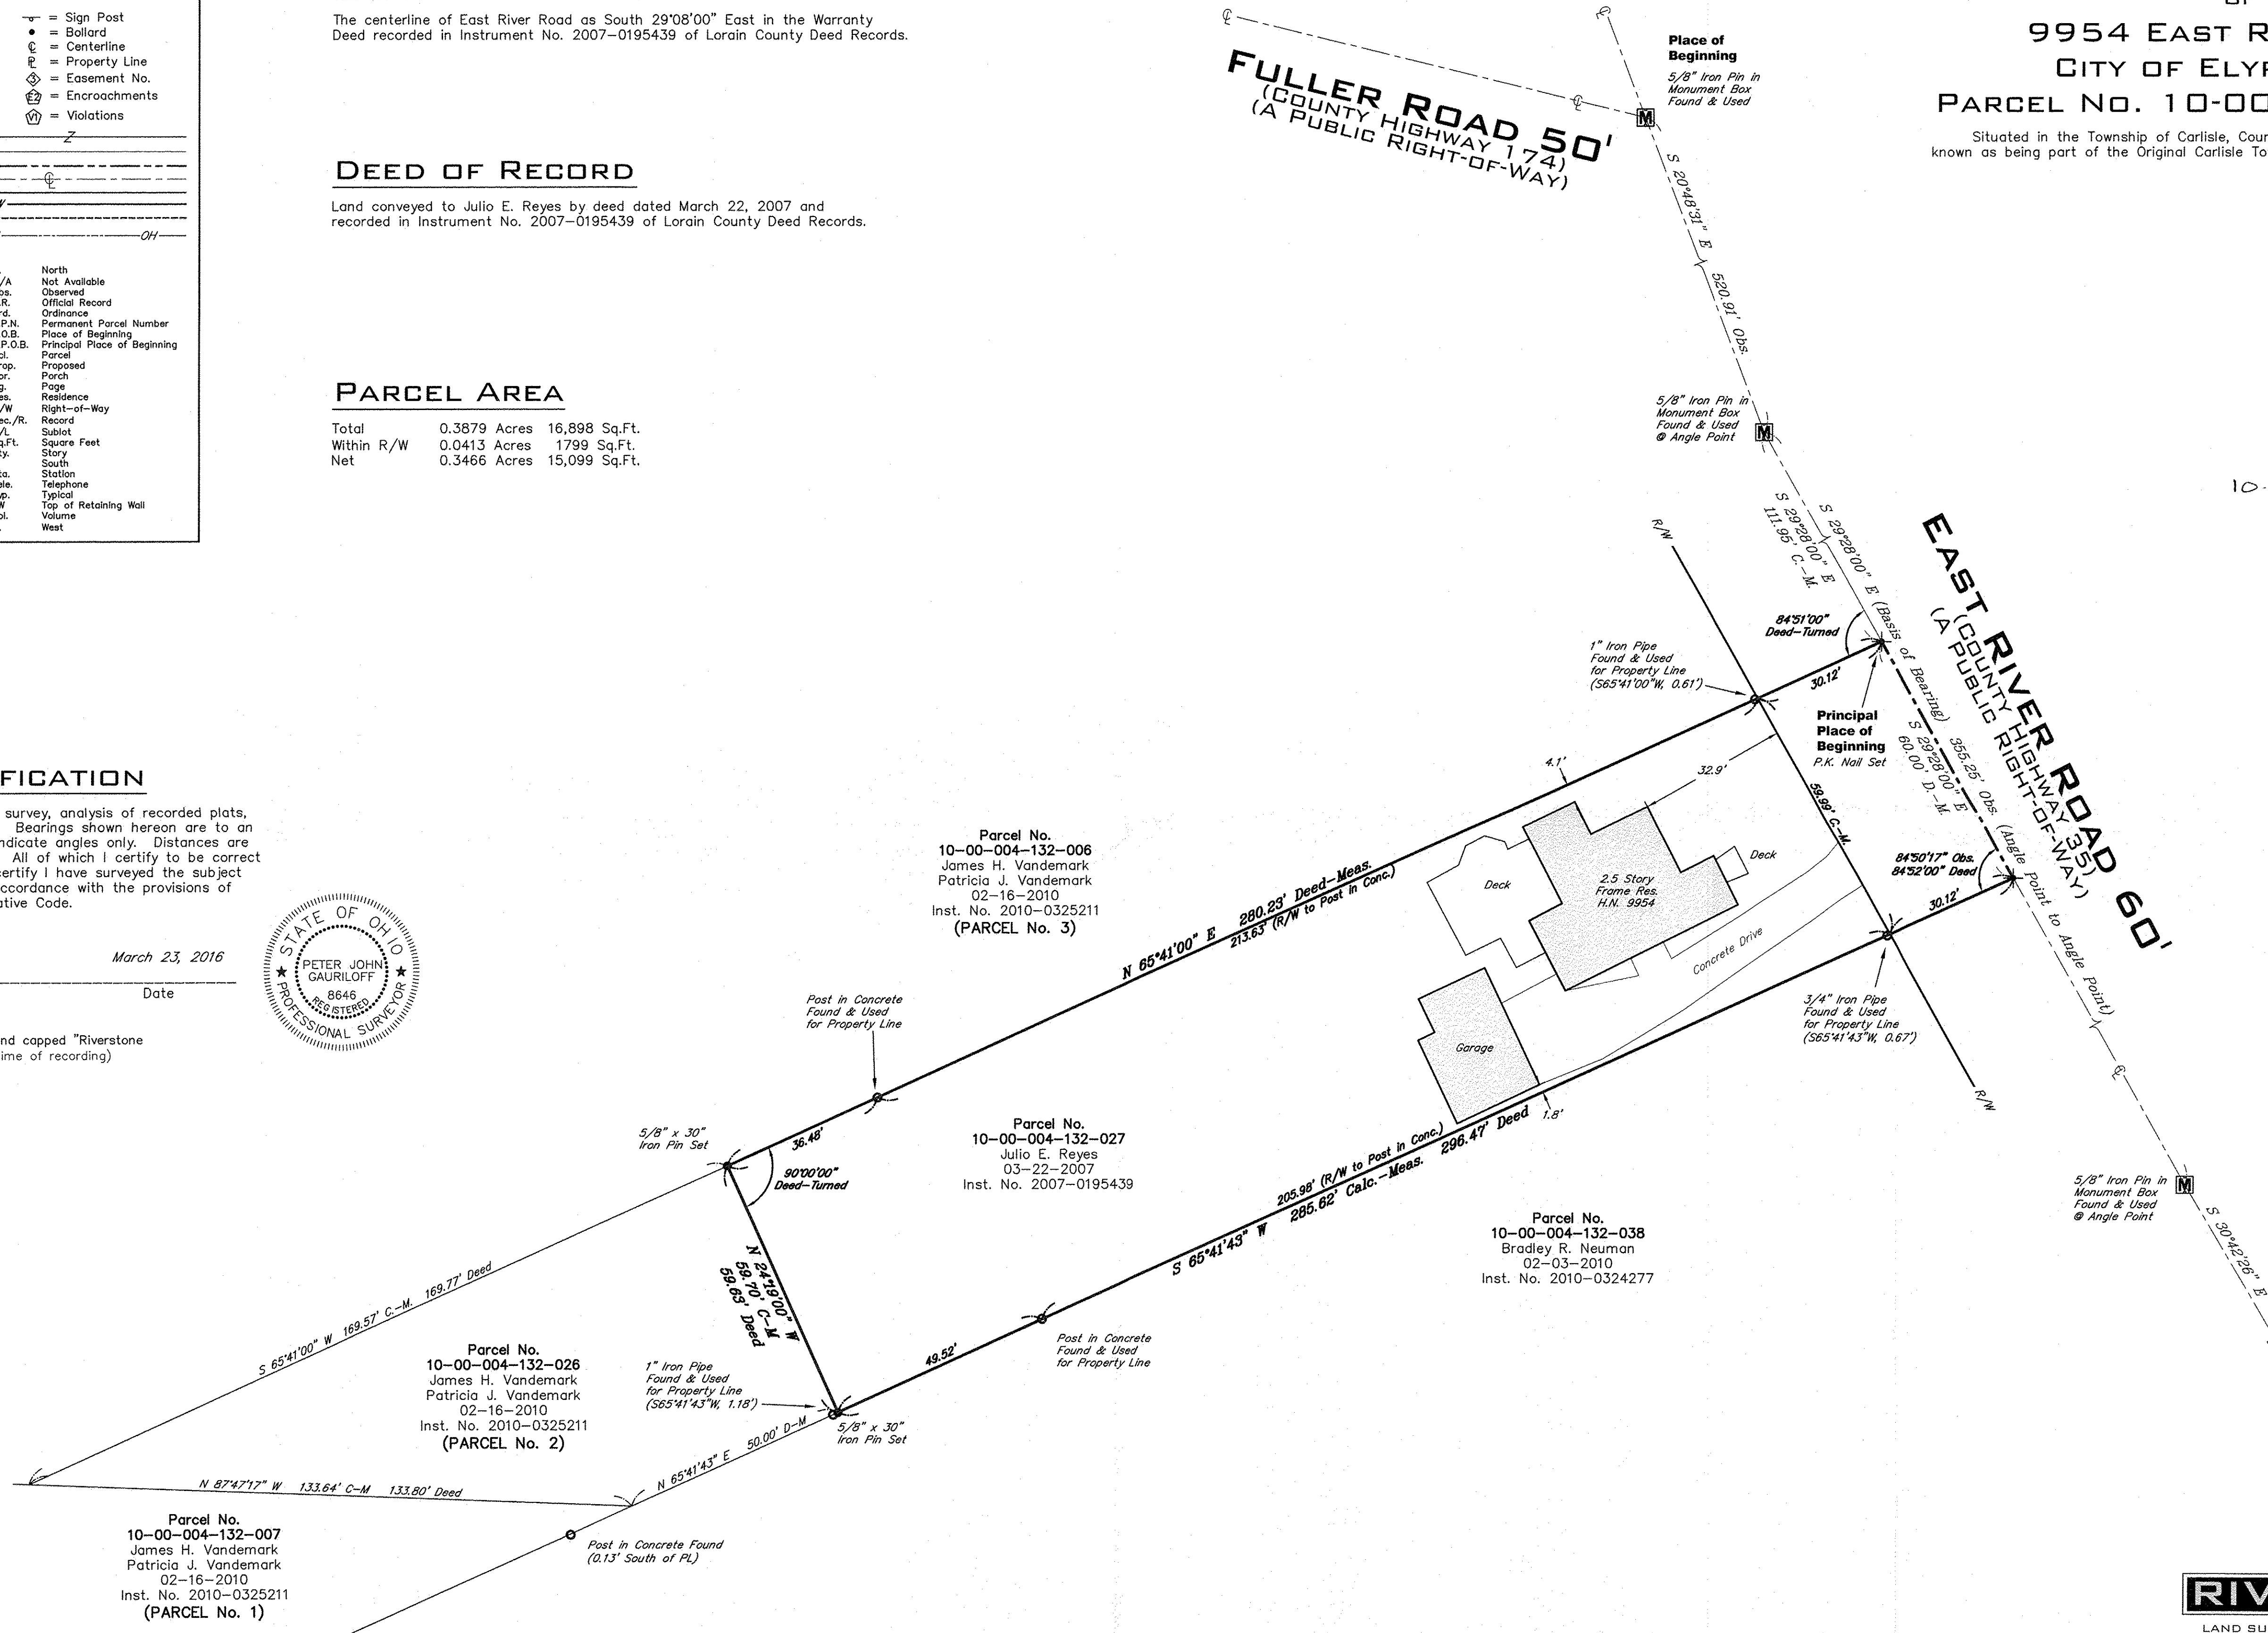 = Sign Post
= Bollard
℄ = Centerline
= Property Line
3 = Easement No.
E2 = Encroachments
V1 = Violations
Z
℄
OH
North
/A Not Available
os. Observed
.R. Official Record
rd. Ordinance
.P.N. Permanent Parcel Number
.O.B. Place of Beginning
.P.O.B. Principal Place of Beginning
cl. Parcel
rop. Proposed
or. Porch
g. Page
es. Residence
/W Right-of-Way
ec./R. Record
/L Sublot
q.Ft. Square Feet
ty. Story
South
ta. Station
ele. Telephone
yp. Typical
W Top of Retaining Wall
ol. Volume
. West
The centerline of East River Road as South 29°08'00" East in the Warranty
Deed recorded in Instrument No. 2007-0195439 of Lorain County Deed Records.
DEED OF RECORD
Land conveyed to Julio E. Reyes by deed dated March 22, 2007 and
recorded in Instrument No. 2007-0195439 of Lorain County Deed Records.
PARCEL AREA
Total 0.3879 Acres 16,898 Sq.Ft.
Within R/W 0.0413 Acres 1799 Sq.Ft.
Net 0.3466 Acres 15,099 Sq.Ft.
FICATION
survey, analysis of recorded plats,
Bearings shown hereon are to an
ndicate angles only. Distances are
All of which I certify to be correct
certify I have surveyed the subject
ccordance with the provisions of
ative Code.
March 23, 2016
Date
nd capped "Riverstone
ime of recording)
STATE OF OHIO
PETER JOHN
GAURILOFF
8646
REGISTERED
PROFESSIONAL SURVEYOR
9954 EAST R
CITY OF ELY
PARCEL NO. 10-00
Situated in the Township of Carlisle, Cou
known as being part of the Original Carlisle To
10-
℄
℄
℄
FULLER ROAD 50'
(COUNTY HIGHWAY 174)
(A PUBLIC RIGHT-OF-WAY)
Place of
Beginning
5/8" Iron Pin in
Monument Box
Found & Used
M
S 20°48'31" E 520.91' Obs.
5/8" Iron Pin in
Monument Box
Found & Used
@ Angle Point
M
S 29°28'00" E
111.95' C.-M.
S 29°28'00" E (Basis of Bearing) 355.25' Obs. (Angle Point to Angle Point)
EAST RIVER ROAD 60'
(COUNTY HIGHWAY 35)
(A PUBLIC RIGHT-OF-WAY)
R/W
84°51'00"
Deed-Turned
1" Iron Pipe
Found & Used
for Property Line
(S65°41'00"W, 0.61')
30.12'
Principal
Place of
Beginning
P.K. Nail Set
S 29°28'00" E
60.00' D.-M.
59.99' C.-M.
84°50'17" Obs.
84°52'00" Deed
30.12'
4.1'
32.9'
Deck
Deck
2.5 Story
Frame Res.
H.N. 9954
Concrete Drive
Garage
1.8'
3/4" Iron Pipe
Found & Used
for Property Line
(S65°41'43"W, 0.67')
R/W
℄
Parcel No.
10-00-004-132-006
James H. Vandemark
Patricia J. Vandemark
02-16-2010
Inst. No. 2010-0325211
(PARCEL No. 3)
N 65°41'00" E 280.23' Deed-Meas.
213.63' (R/W to Post in Conc.)
Post in Concrete
Found & Used
for Property Line
5/8" x 30"
Iron Pin Set
36.48'
90°00'00"
Deed-Turned
Parcel No.
10-00-004-132-027
Julio E. Reyes
03-22-2007
Inst. No. 2007-0195439
205.98' (R/W to Post in Conc.)
S 65°41'43" W 285.62' Calc.-Meas. 296.47' Deed
Parcel No.
10-00-004-132-038
Bradley R. Neuman
02-03-2010
Inst. No. 2010-0324277
5/8" Iron Pin in
Monument Box
Found & Used
@ Angle Point
M
S 30°42'26" E
N 24°19'00" W
59.70' C-M
59.63' Deed
S 65°41'00" W 169.57' C.-M. 169.77' Deed
Parcel No.
10-00-004-132-026
James H. Vandemark
Patricia J. Vandemark
02-16-2010
Inst. No. 2010-0325211
(PARCEL No. 2)
1" Iron Pipe
Found & Used
for Property Line
(S65°41'43"W, 1.18')
49.52'
Post in Concrete
Found & Used
for Property Line
5/8" x 30"
Iron Pin Set
N 65°41'43" E 50.00' D-M
N 87°47'17" W 133.64' C-M 133.80' Deed
Parcel No.
10-00-004-132-007
James H. Vandemark
Patricia J. Vandemark
02-16-2010
Inst. No. 2010-0325211
(PARCEL No. 1)
Post in Concrete Found
(0.13' South of PL)
RIV
LAND SU